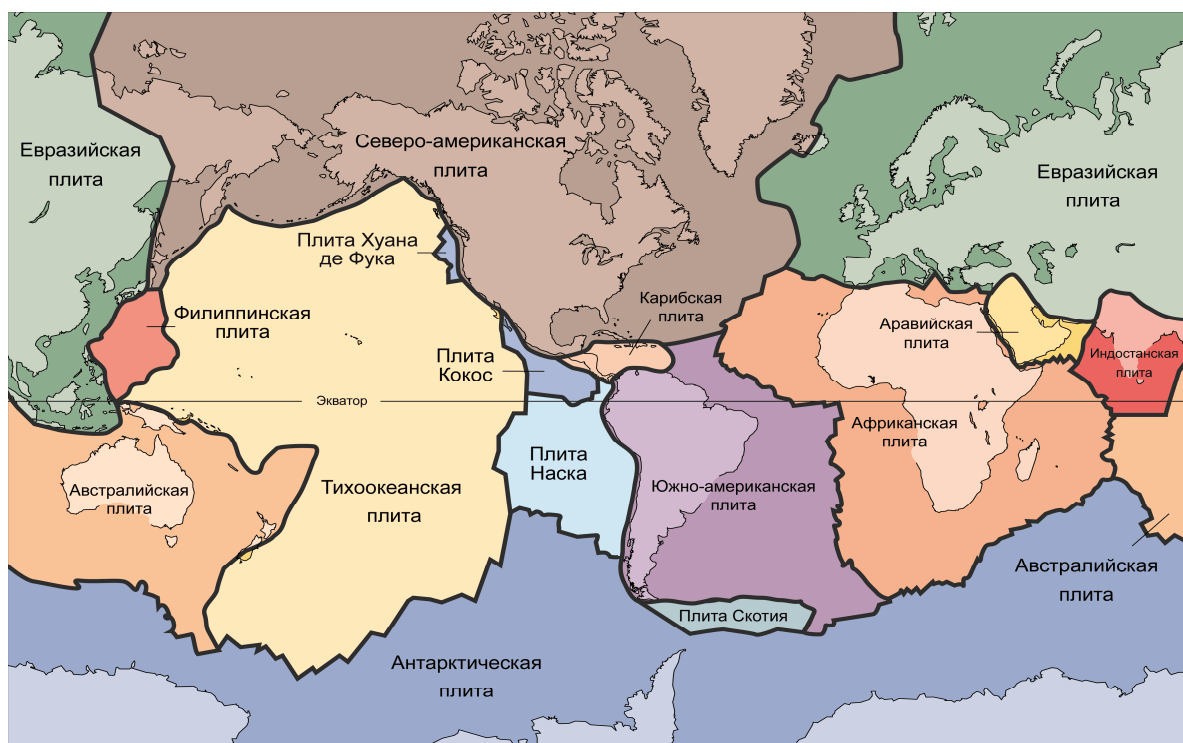 Евразийская
плита
Северо-американская
плита
Евразийская
плита
Плита Хуана
де Фука
Карибская
плита
Филиппинская
плита
Аравийская
плита
Плита
Кокос
Индостанская
плита
Экватор
Африканская
плита
Плита
Наска
Австралийская
плита
Тихоокеанская
плита
Южно-американская
плита
Австралийская
плита
Плита Скотия
Антарктическая
плита